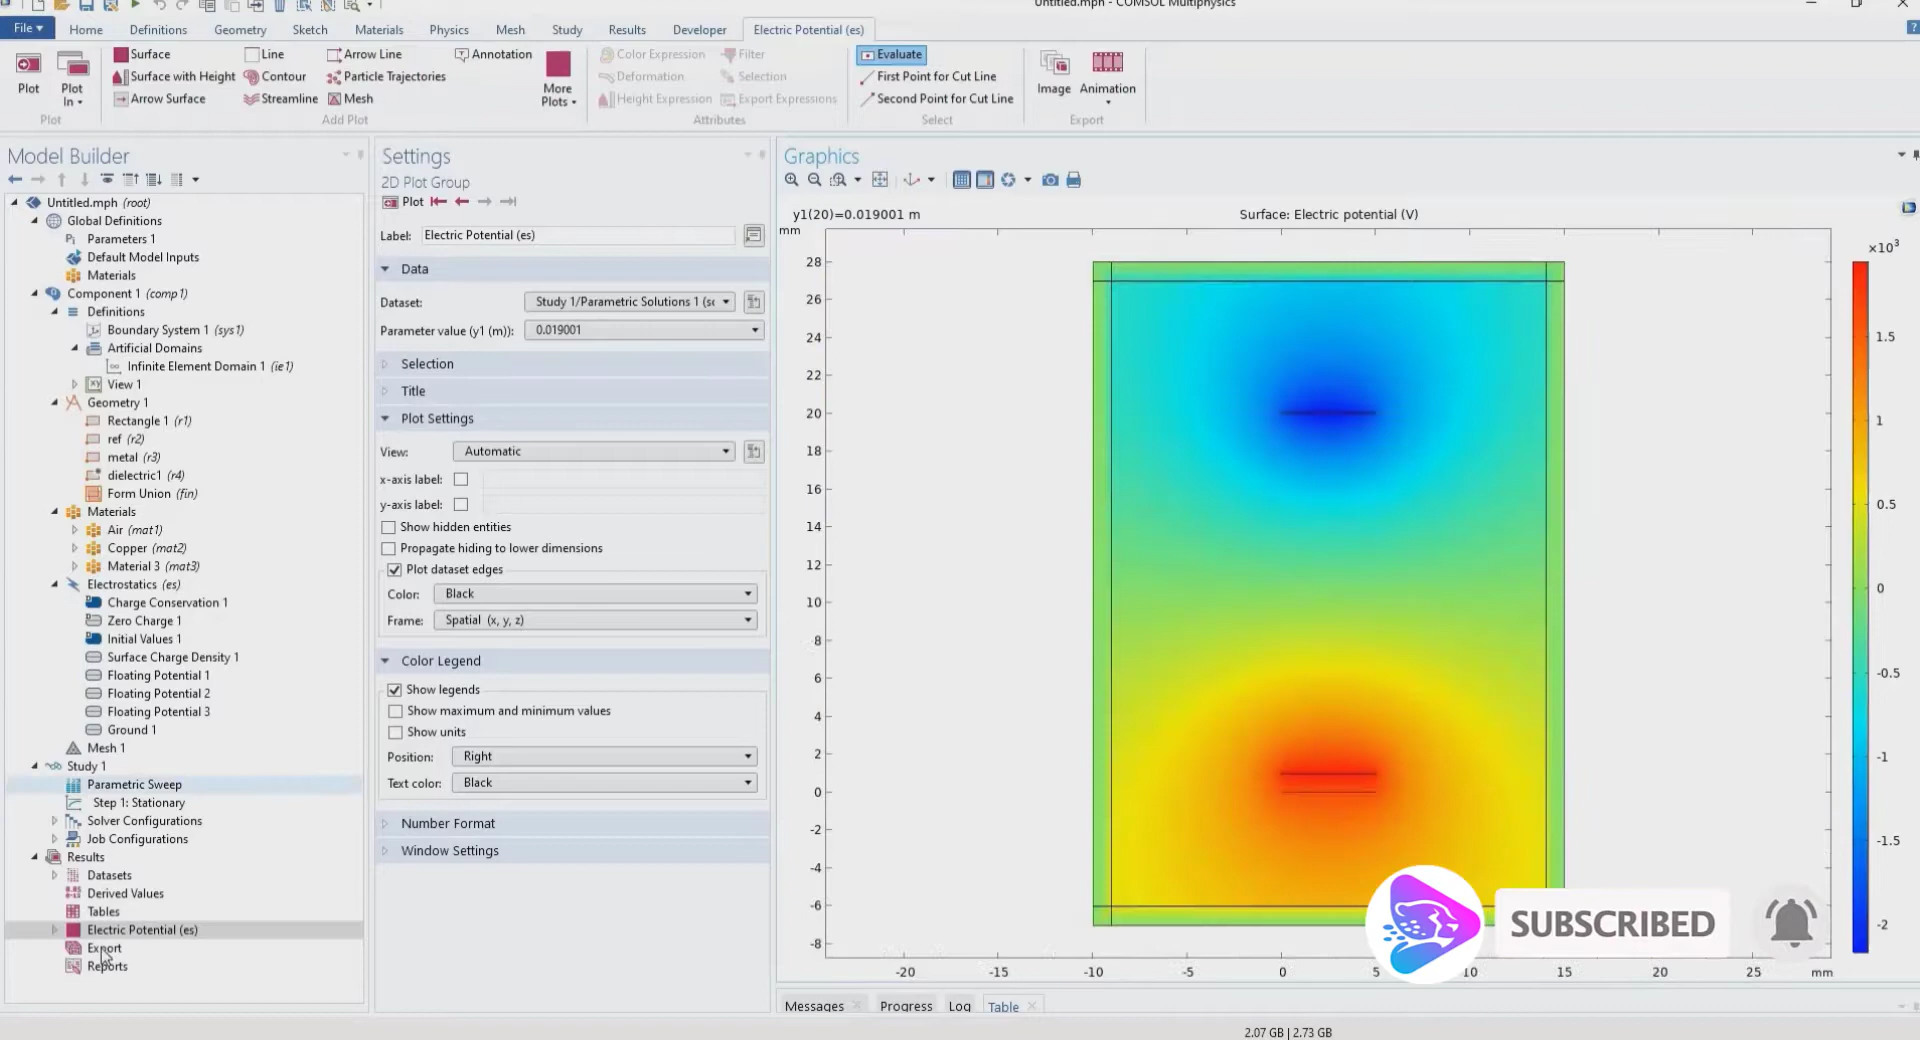 Untitled.mph - COMSOL Multiphysics
File
Home
Definitions
Geometry
Sketch
Materials
Physics
Mesh
Study
Results
Developer
Electric Potential (es)
Plot
Plot In
Surface
Surface with Height
Arrow Surface
Line
Contour
Streamline
Arrow Line
Particle Trajectories
Mesh
Annotation
More Plots
Color Expression
Deformation
Height Expression
Filter
Selection
Export Expressions
Evaluate
First Point for Cut Line
Second Point for Cut Line
Image
Animation
Plot
Add Plot
Attributes
Select
Export
Model Builder
Untitled.mph (root)
Global Definitions
Pi Parameters 1
Default Model Inputs
Materials
Component 1 (comp1)
Definitions
Boundary System 1 (sys1)
Artificial Domains
Infinite Element Domain 1 (ie1)
View 1
Geometry 1
Rectangle 1 (r1)
ref (r2)
metal (r3)
dielectric1 (r4)
Form Union (fin)
Materials
Air (mat1)
Copper (mat2)
Material 3 (mat3)
Electrostatics (es)
Charge Conservation 1
Zero Charge 1
Initial Values 1
Surface Charge Density 1
Floating Potential 1
Floating Potential 2
Floating Potential 3
Ground 1
Mesh 1
Study 1
Parametric Sweep
Step 1: Stationary
Solver Configurations
Job Configurations
Results
Datasets
Derived Values
Tables
Electric Potential (es)
Export
Reports
Settings
2D Plot Group
Plot
Label: Electric Potential (es)
Data
Dataset: Study 1/Parametric Solutions 1 (sc
Parameter value (y1 (m)): 0.019001
Selection
Title
Plot Settings
View: Automatic
x-axis label:
y-axis label:
Show hidden entities
Propagate hiding to lower dimensions
Plot dataset edges
Color: Black
Frame: Spatial (x, y, z)
Color Legend
Show legends
Show maximum and minimum values
Show units
Position: Right
Text color: Black
Number Format
Window Settings
Graphics
y1(20)=0.019001 m
Surface: Electric potential (V)
mm
28
26
24
22
20
18
16
14
12
10
8
6
4
2
0
-2
-4
-6
-8
-20 -15 -10 -5 0 5 10 15 20 25 mm
×10³
1.5
1
0.5
0
-0.5
-1
-1.5
-2
SUBSCRIBED
Messages
Progress
Log
Table
2.07 GB | 2.73 GB